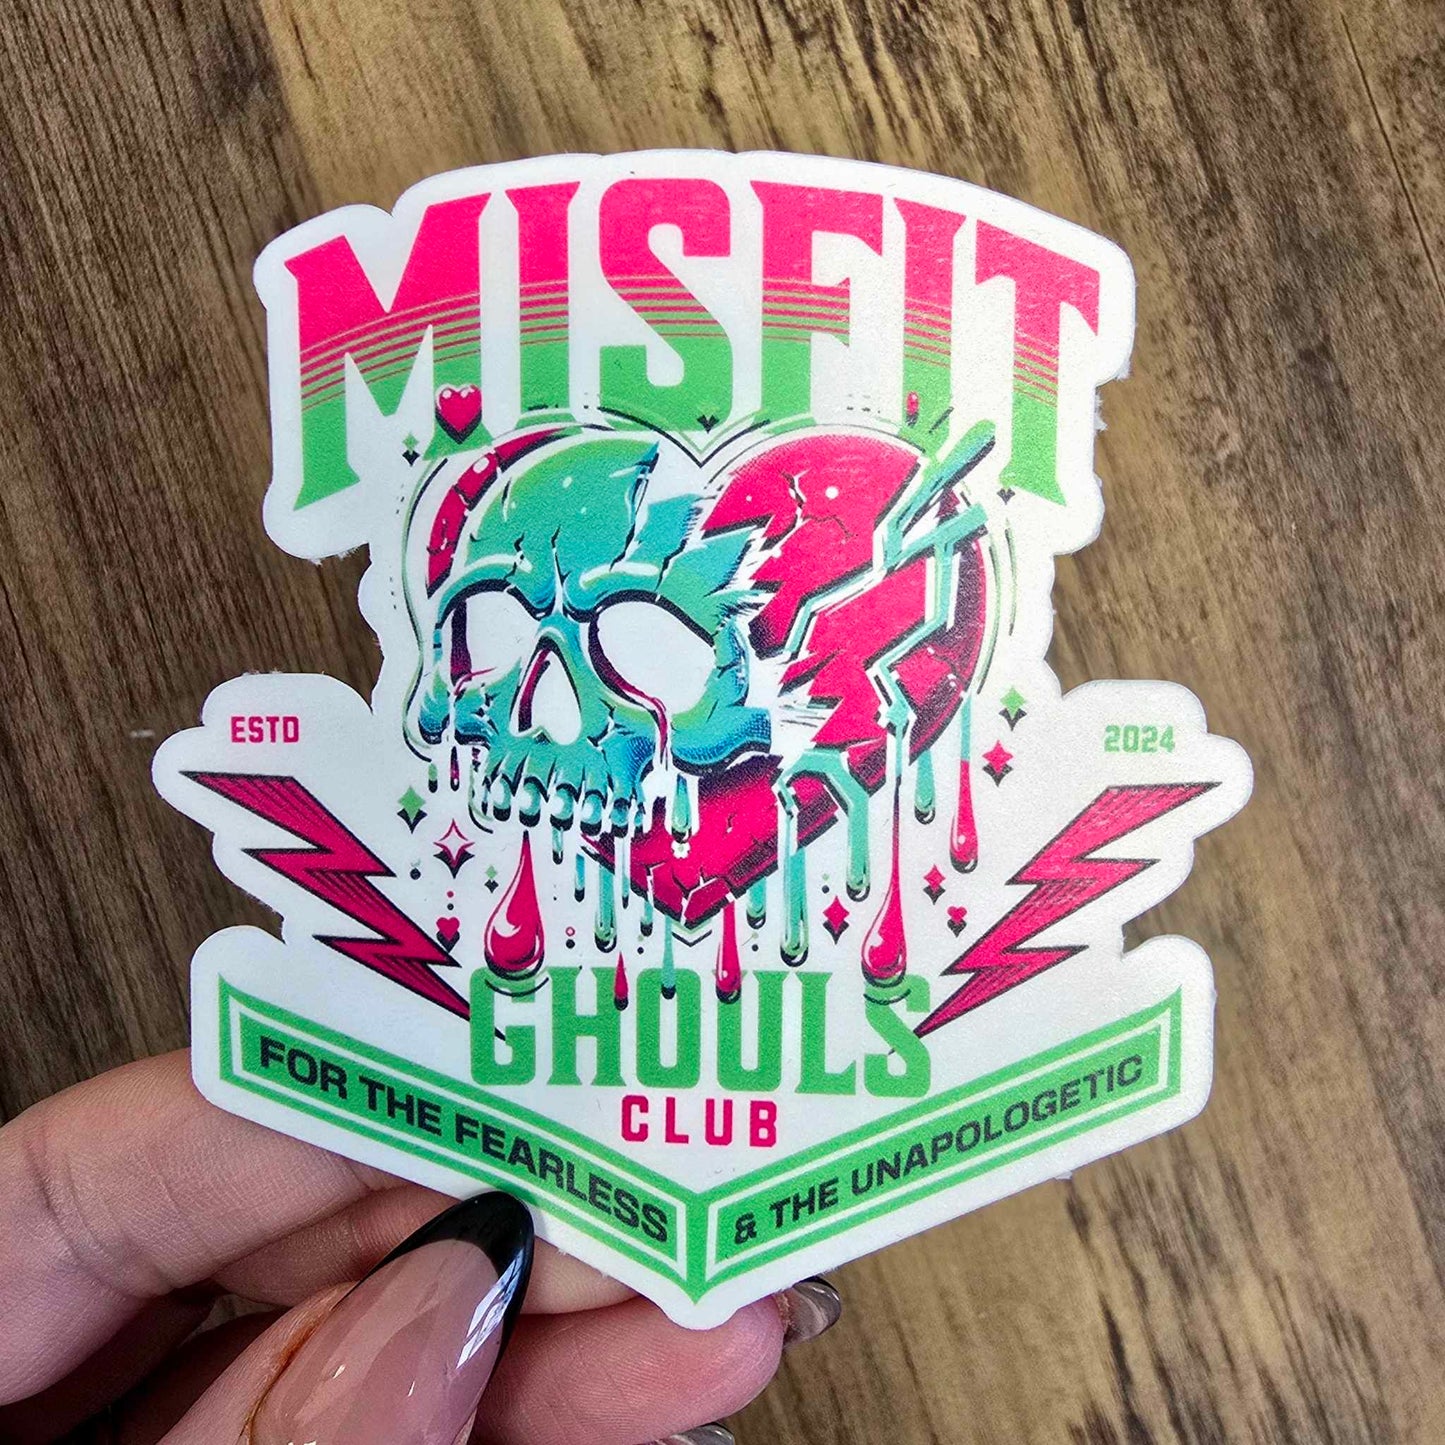 MISFIT
ESTD
2024
GHOULS
CLUB
FOR THE FEARLESS
& THE UNAPOLOGETIC